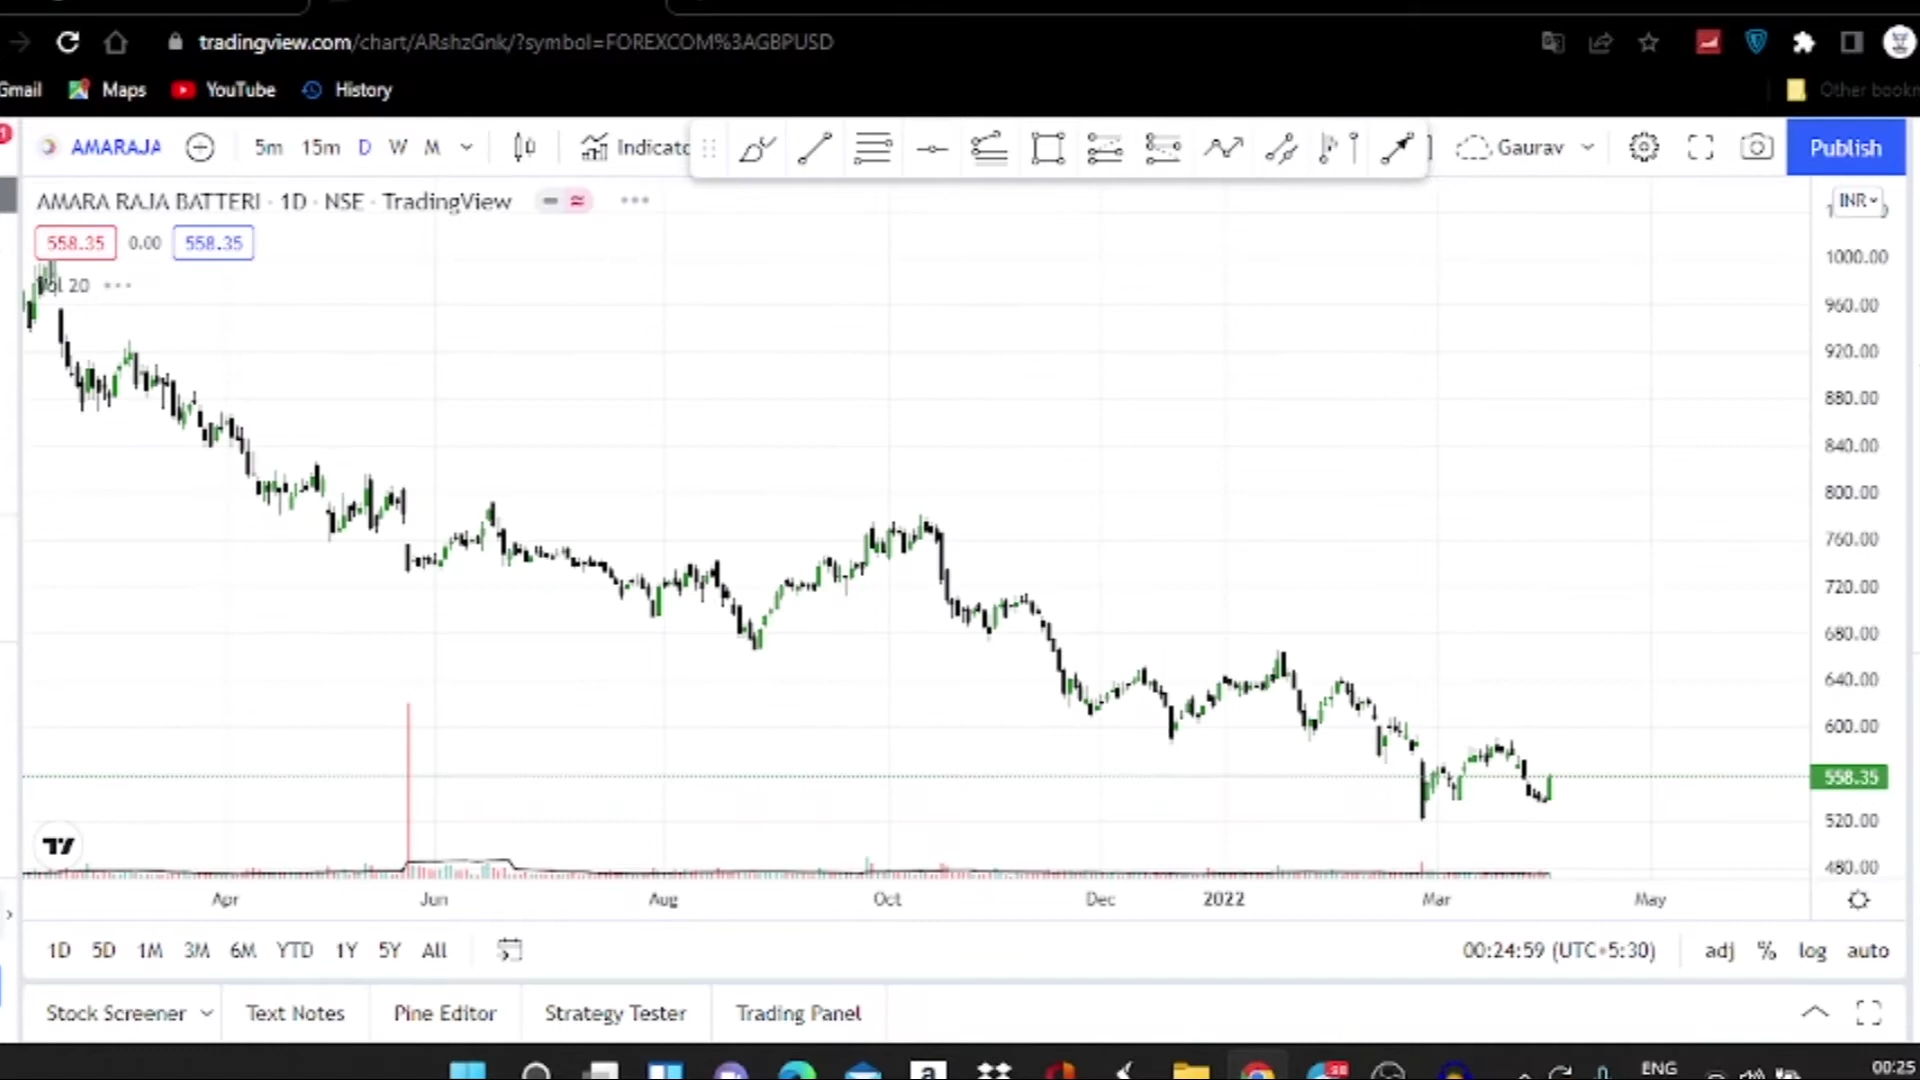 tradingview.com/chart/ARshzGnk/?symbol=FOREXCOM%3AGBPUSD
Gmail Maps YouTube History Other bookm
AMARAJA 5m 15m D W M Indicato Gaurav Publish
AMARA RAJA BATTERI · 1D · NSE · TradingView
INR
558.35 0.00 558.35
20
1000.00
960.00
920.00
880.00
840.00
800.00
760.00
720.00
680.00
640.00
600.00
558.35
520.00
480.00
Apr Jun Aug Oct Dec 2022 Mar May
1D 5D 1M 3M 6M YTD 1Y 5Y All 00:24:59 (UTC+5:30) adj % log auto
Stock Screener Text Notes Pine Editor Strategy Tester Trading Panel
ENG 00:25